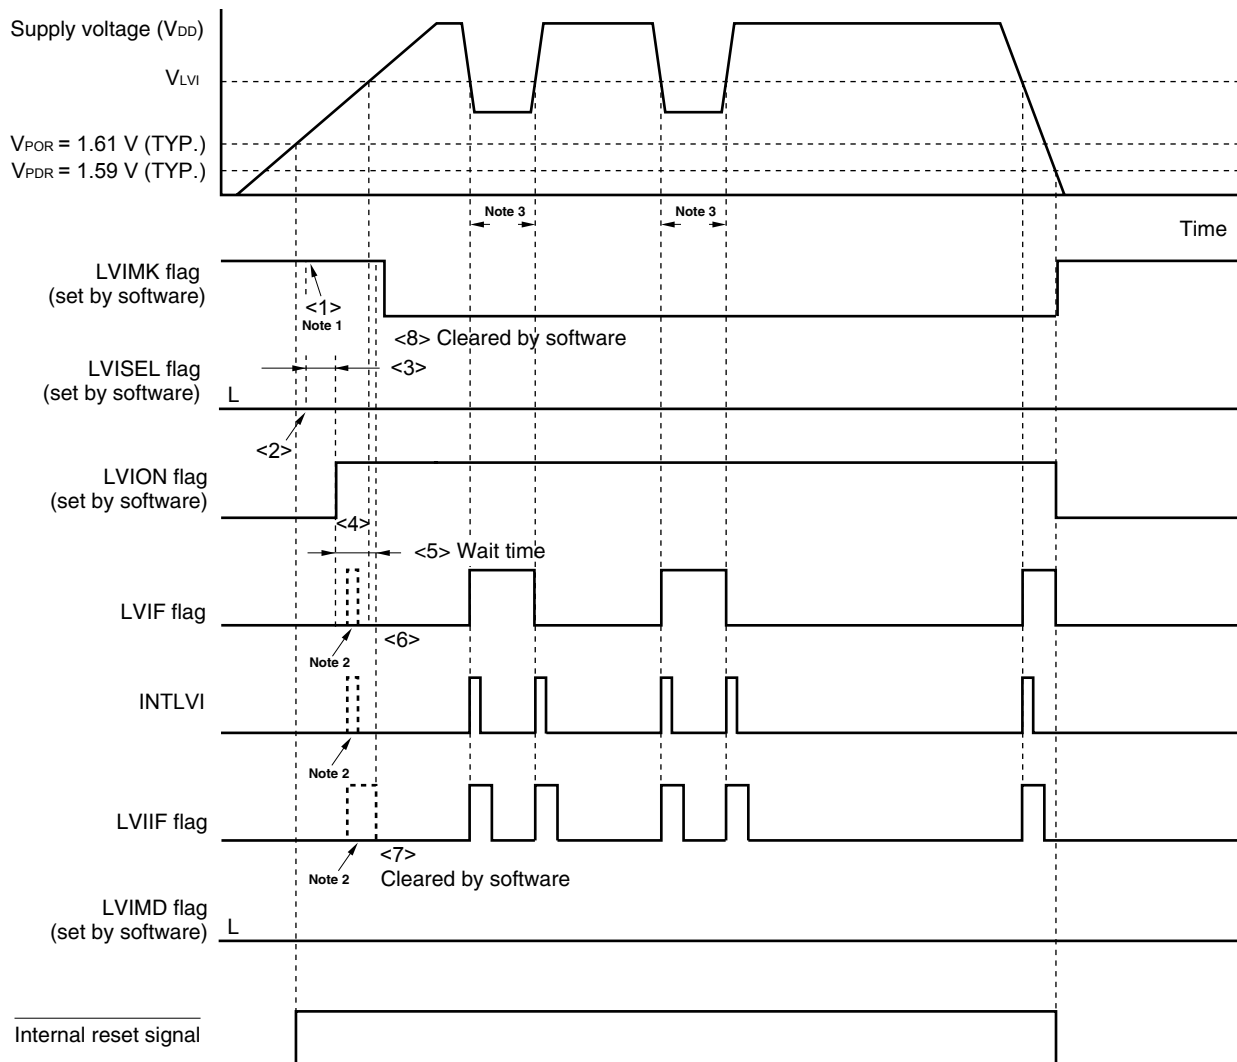 Supply voltage (VDD)
VLVI
VPOR = 1.61 V (TYP.)
VPDR = 1.59 V (TYP.)
Note 3
Note 3
Time
LVIMK flag
(set by software)
<1>
Note 1
<8> Cleared by software
LVISEL flag
(set by software)
L
<3>
<2>
LVION flag
(set by software)
<4>
<5> Wait time
LVIF flag
<6>
Note 2
INTLVI
Note 2
LVIIF flag
<7>
Note 2
Cleared by software
LVIMD flag
(set by software)
L
Internal reset signal